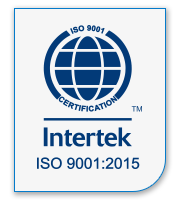 ISO 9001
CERTIFICATION
TM
Intertek
ISO 9001:2015